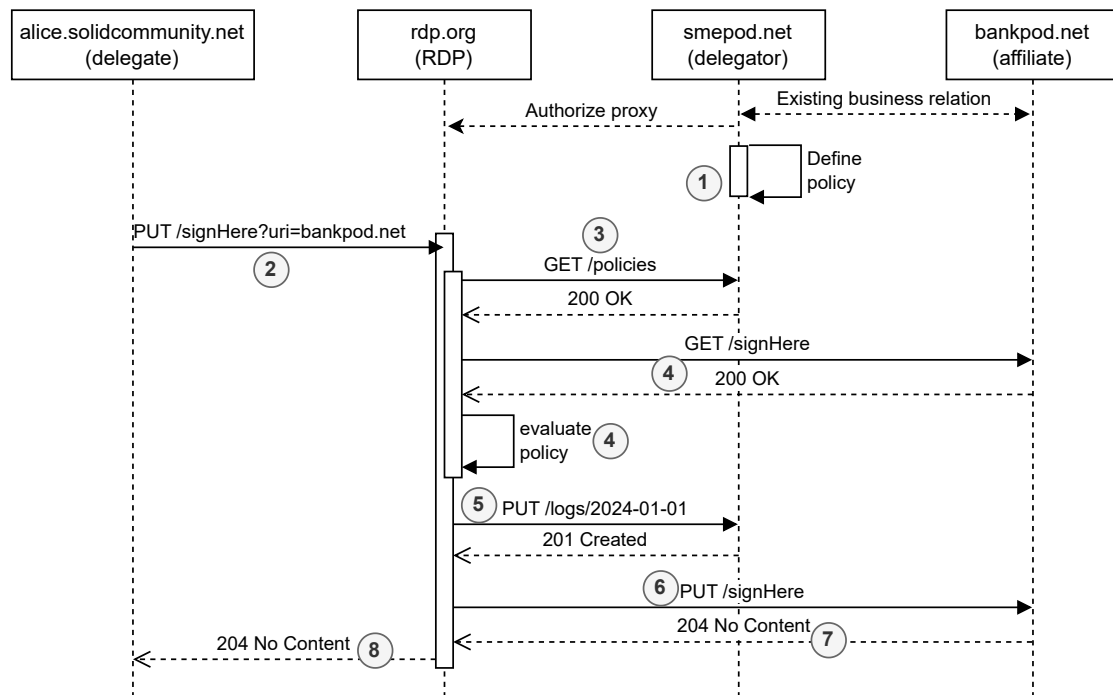 alice.solidcommunity.net
(delegate)
rdp.org
(RDP)
smepod.net
(delegator)
bankpod.net
(affiliate)
Existing business relation
Authorize proxy
Define
policy
1
PUT /signHere?uri=bankpod.net
2
3
GET /policies
200 OK
GET /signHere
4
200 OK
evaluate
policy
4
5
PUT /logs/2024-01-01
201 Created
6
PUT /signHere
204 No Content
7
204 No Content
8